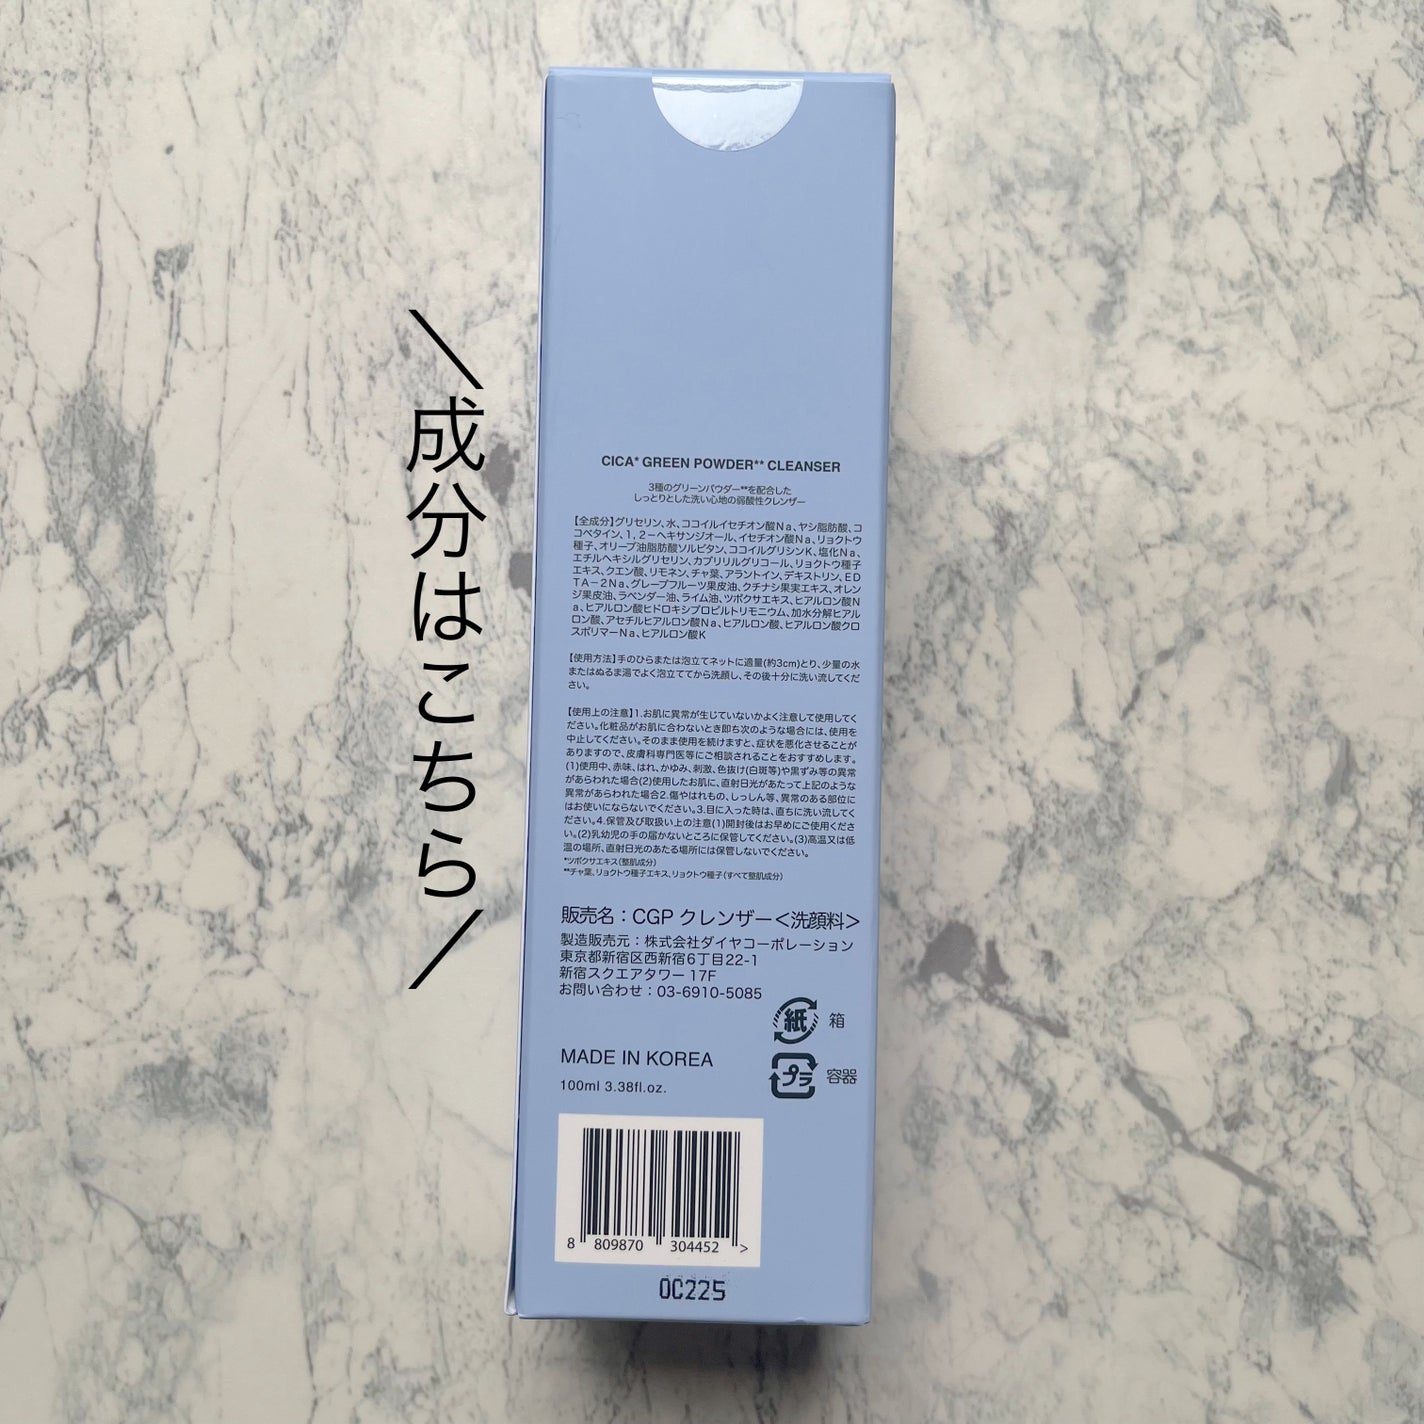 ＼成分はこちら／
CICA* GREEN POWDER** CLEANSER
3種のグリーンパウダー**を配合した
しっとりとした洗い心地の弱酸性クレンザー
【全成分】グリセリン、水、ココイルイセチオン酸Na、ヤシ脂肪酸、コ
コベタイン、1,2-ヘキサンジオール、イセチオン酸Na、リョクトウ
種子、オリーブ油脂肪酸ソルビタン、ココイルグリシンK、塩化Na、
エチルヘキシルグリセリン、カプリリルグリコール、リョクトウ種子
エキス、クエン酸、リモネン、チャ葉、アラントイン、デキストリン、ED
TA-2Na、グレープフルーツ果皮油、クチナシ果実エキス、オレン
ジ果皮油、ラベンダー油、ライム油、ツボクサエキス、ヒアルロン酸N
a、ヒアルロン酸ヒドロキシプロピルトリモニウム、加水分解ヒアル
ロン酸、アセチルヒアルロン酸Na、ヒアルロン酸、ヒアルロン酸クロ
スポリマーNa、ヒアルロン酸K
【使用方法】手のひらまたは泡立てネットに適量(約3cm)とり、少量の水
またはぬるま湯でよく泡立ててから洗顔し、その後十分に洗い流してくだ
さい。
【使用上の注意】1.お肌に異常が生じていないかよく注意して使用してく
ださい。化粧品がお肌に合わないとき即ち次のような場合には、使用を
中止してください。そのまま使用を続けますと、症状を悪化させることが
ありますので、皮膚科専門医等にご相談されることをおすすめします。
(1)使用中、赤味、はれ、かゆみ、刺激、色抜け(白斑等)や黒ずみ等の異常
があらわれた場合(2)使用したお肌に、直射日光があたって上記のような
異常があらわれた場合2.傷やはれもの、しっしん等、異常のある部位に
はお使いにならないでください。3.目に入った時は、直ちに洗い流してく
ださい。4.保管及び取扱い上の注意(1)開封後はお早めにご使用くださ
い。(2)乳幼児の手の届かないところに保管してください。(3)高温又は低
温の場所、直射日光のあたる場所には保管しないでください。
*ツボクサエキス(整肌成分)
**チャ葉、リョクトウ種子エキス、リョクトウ種子(すべて整肌成分)
販売名：CGP クレンザー＜洗顔料＞
製造販売元：株式会社ダイヤコーポレーション
東京都新宿区西新宿6丁目22-1
新宿スクエアタワー 17F
お問い合わせ：03-6910-5085
紙 箱
MADE IN KOREA
プラ 容器
100ml 3.38fl.oz.
8 809870 304452 >
0C225